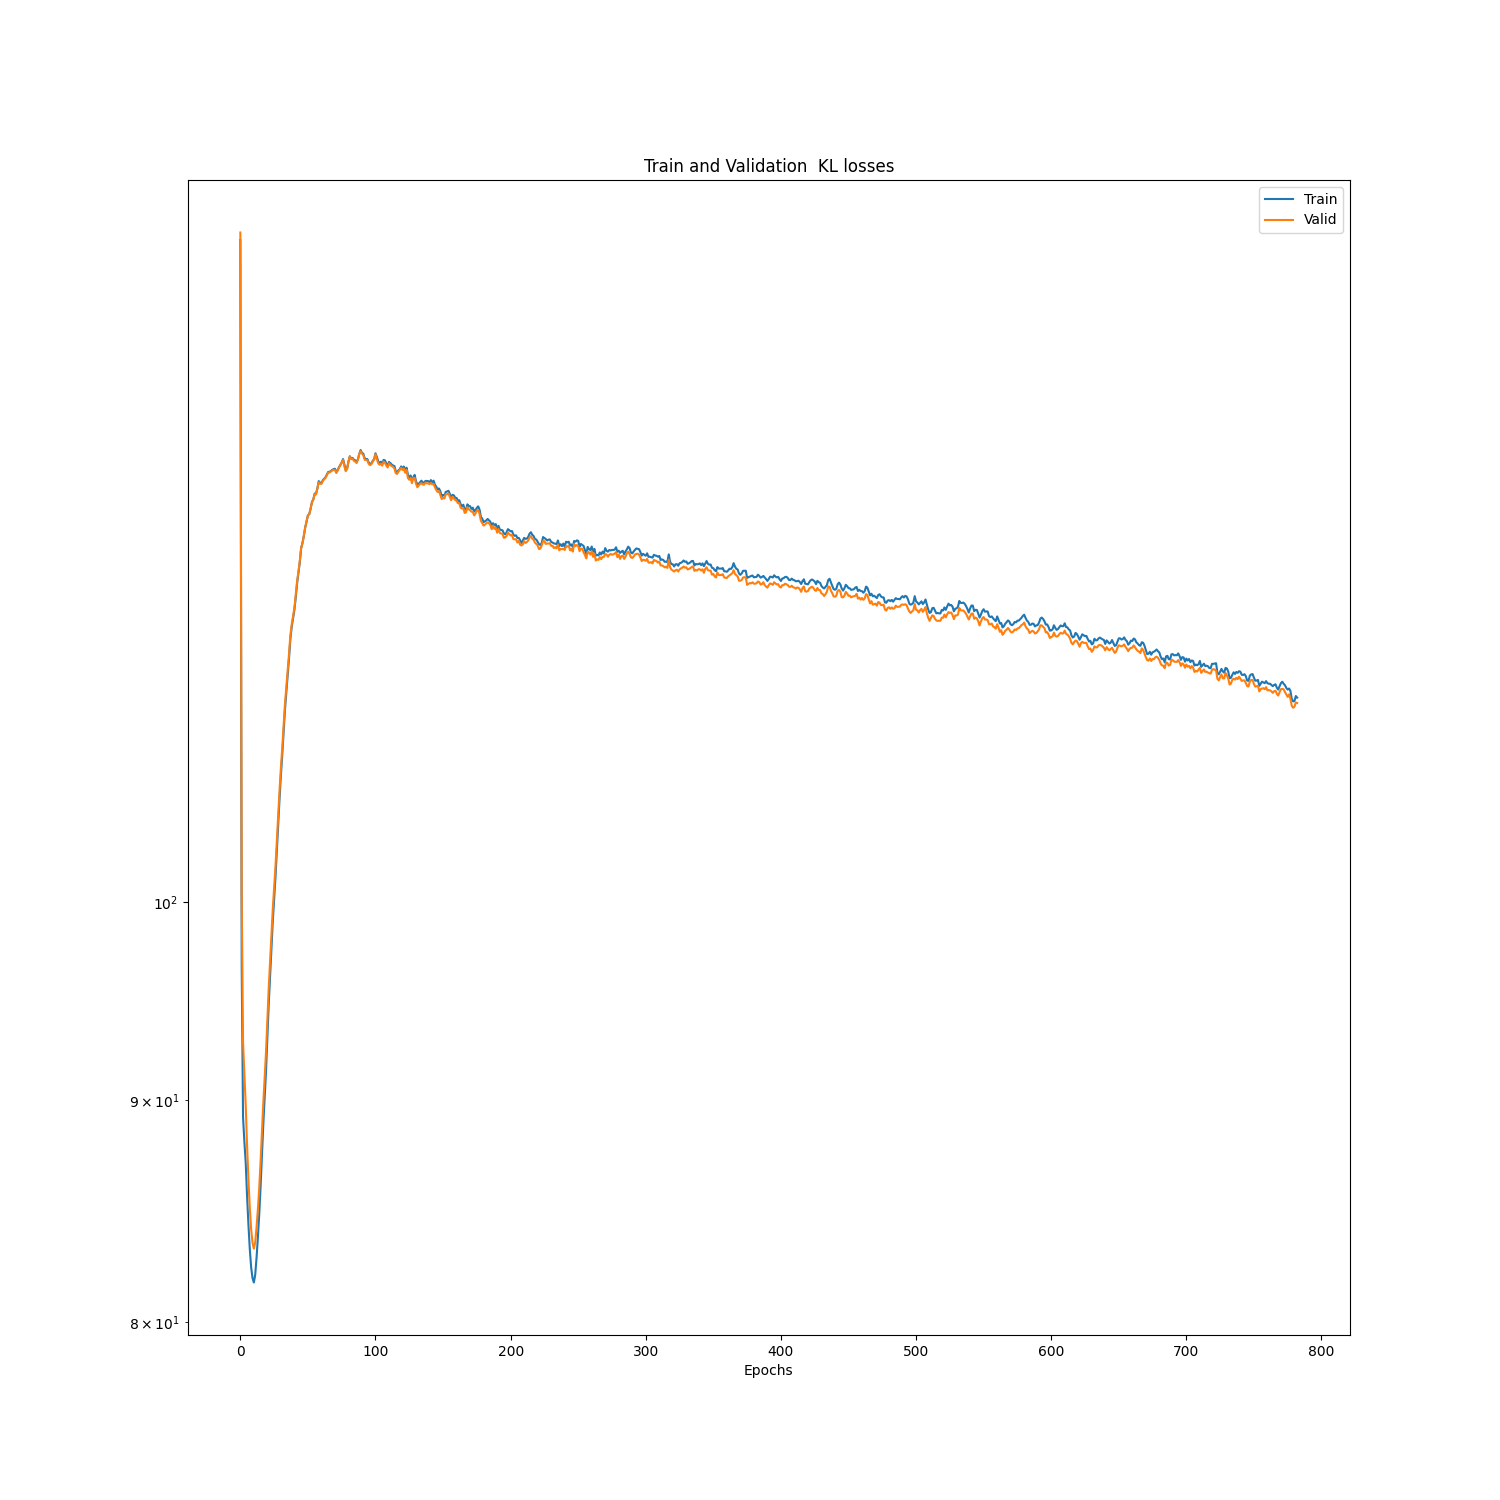 Train and Validation  KL losses
Train
Valid
10²
9 × 10¹
8 × 10¹
0 100 200 300 400 500 600 700 800
Epochs